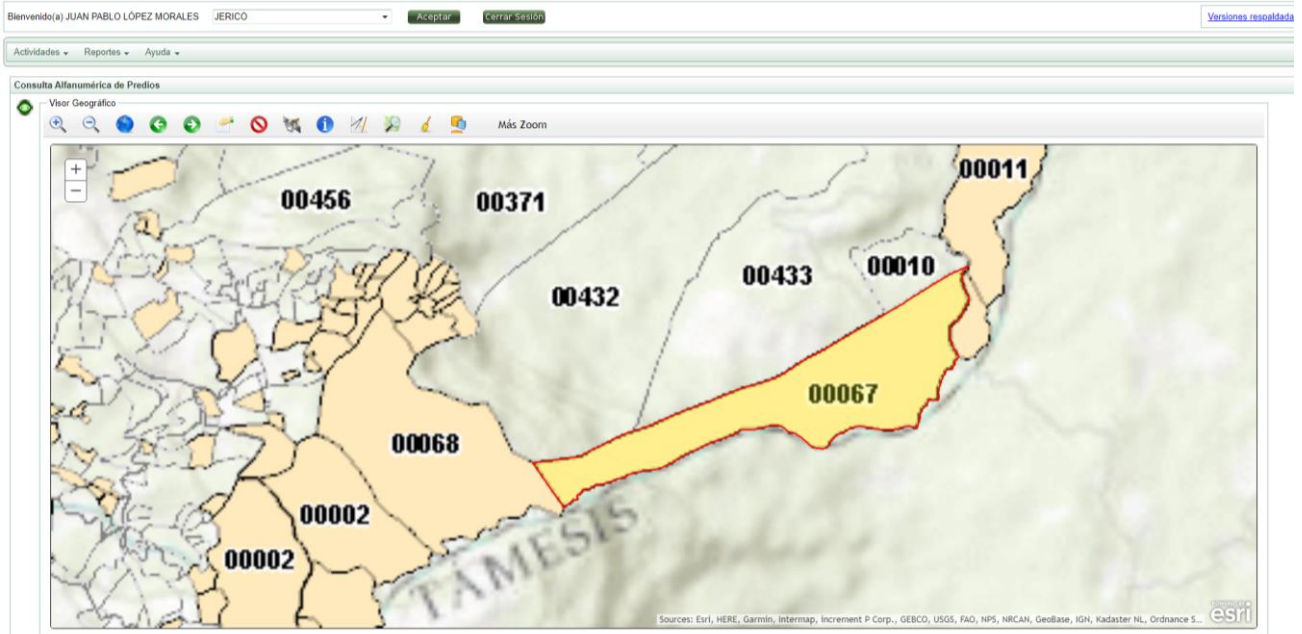 Bienvenido(a) JUAN PABLO LÓPEZ MORALES JERICO Aceptar Cerrar Sesión Versiones respaldada
Actividades Reportes Ayuda
Consulta Alfanumérica de Predios
Visor Geográfico
Más Zoom
+
−
00011
00456
00371
00010
00433
00432
00067
00068
00002
00002
TAMESIS
Sources: Esri, HERE, Garmin, Intermap, increment P Corp., GEBCO, USGS, FAO, NPS, NRCAN, GeoBase, IGN, Kadaster NL, Ordnance S...
esri